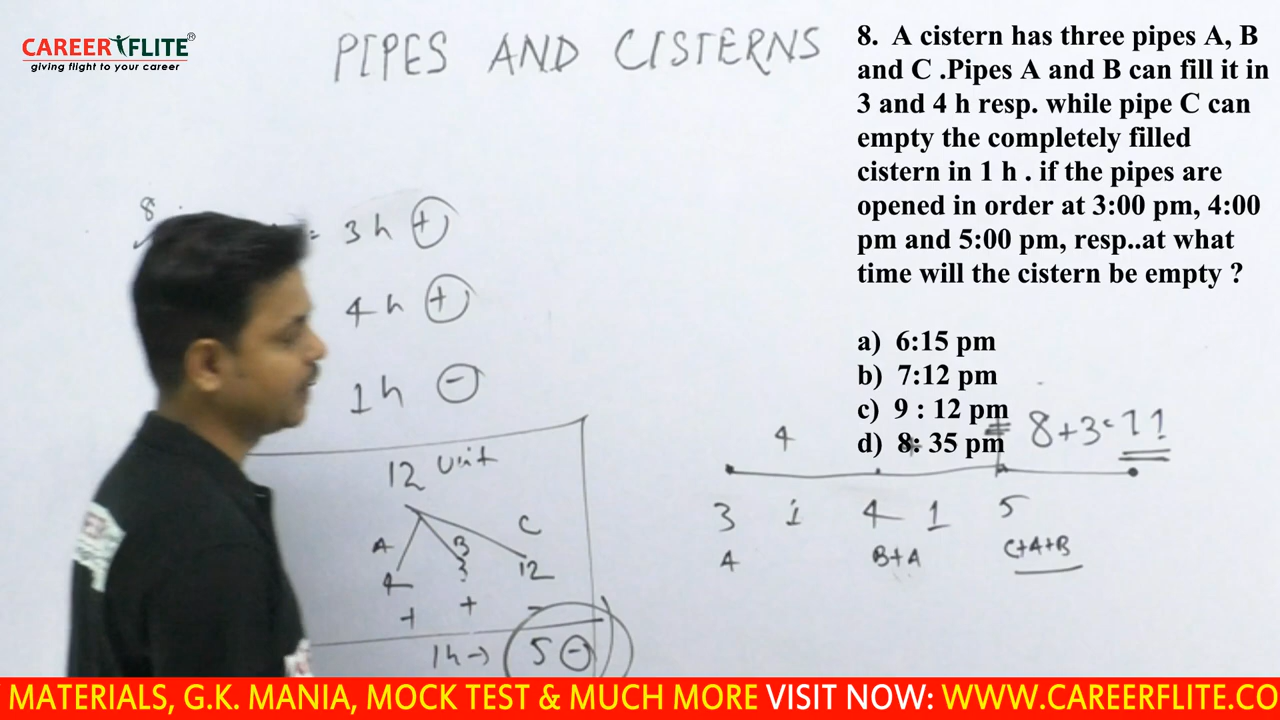 CAREER FLITE®
giving flight to your career
PIPES AND CISTERNS
8. A cistern has three pipes A, B
and C .Pipes A and B can fill it in
3 and 4 h resp. while pipe C can
empty the completely filled
cistern in 1 h . if the pipes are
opened in order at 3:00 pm, 4:00
pm and 5:00 pm, resp..at what
time will the cistern be empty ?
a) 6:15 pm
b) 7:12 pm
c) 9 : 12 pm
d) 8: 35 pm
8
= 3 h +
4 h +
1 h −
12 Unit
A B C
4 3 12
+ + −
1h → 5 −
4 8+3=11
3 1 4 1 5
A B+A C+A+B
MATERIALS, G.K. MANIA, MOCK TEST & MUCH MORE VISIT NOW: WWW.CAREERFLITE.CO